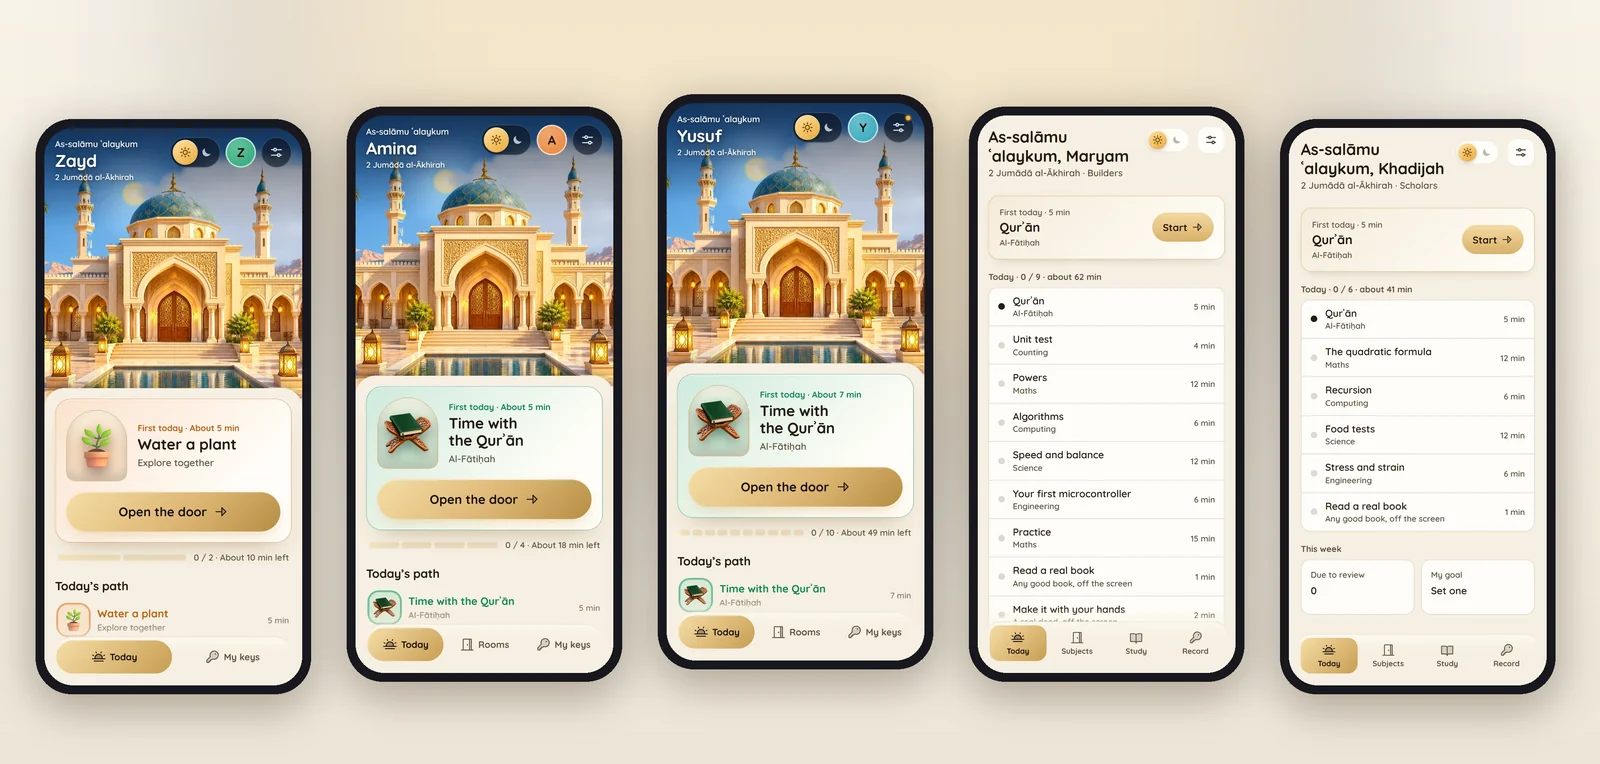 As-salāmu ʿalaykum
Zayd
2 Jumādā al-Ākhirah
Z
First today · About 5 min
Water a plant
Explore together
Open the door →
0 / 2 · About 10 min left
Today’s path
Water a plant
Explore together
5 min
Today
My keys
As-salāmu ʿalaykum
Amina
2 Jumādā al-Ākhirah
A
First today · About 5 min
Time with
the Qurʾān
Al-Fātiḥah
Open the door →
0 / 4 · About 18 min left
Today’s path
Time with the Qurʾān
Al-Fātiḥah
5 min
Today
Rooms
My keys
As-salāmu ʿalaykum
Yusuf
2 Jumādā al-Ākhirah
Y
First today · About 7 min
Time with
the Qurʾān
Al-Fātiḥah
Open the door →
0 / 10 · About 49 min left
Today’s path
Time with the Qurʾān
Al-Fātiḥah
7 min
Today
Rooms
My keys
As-salāmu
ʿalaykum, Maryam
2 Jumādā al-Ākhirah · Builders
First today · 5 min
Qurʾān
Al-Fātiḥah
Start →
Today · 0 / 9 · about 62 min
Qurʾān
Al-Fātiḥah
5 min
Unit test
Counting
4 min
Powers
Maths
12 min
Algorithms
Computing
6 min
Speed and balance
Science
12 min
Your first microcontroller
Engineering
6 min
Practice
Maths
15 min
Read a real book
Any good book, off the screen
1 min
Make it with your hands
2 min
Today
Subjects
Study
Record
As-salāmu
ʿalaykum, Khadijah
2 Jumādā al-Ākhirah · Scholars
First today · 5 min
Qurʾān
Al-Fātiḥah
Start →
Today · 0 / 6 · about 41 min
Qurʾān
Al-Fātiḥah
5 min
The quadratic formula
Maths
12 min
Recursion
Computing
6 min
Food tests
Science
12 min
Stress and strain
Engineering
6 min
Read a real book
Any good book, off the screen
1 min
This week
Due to review
0
My goal
Set one
Today
Subjects
Study
Record